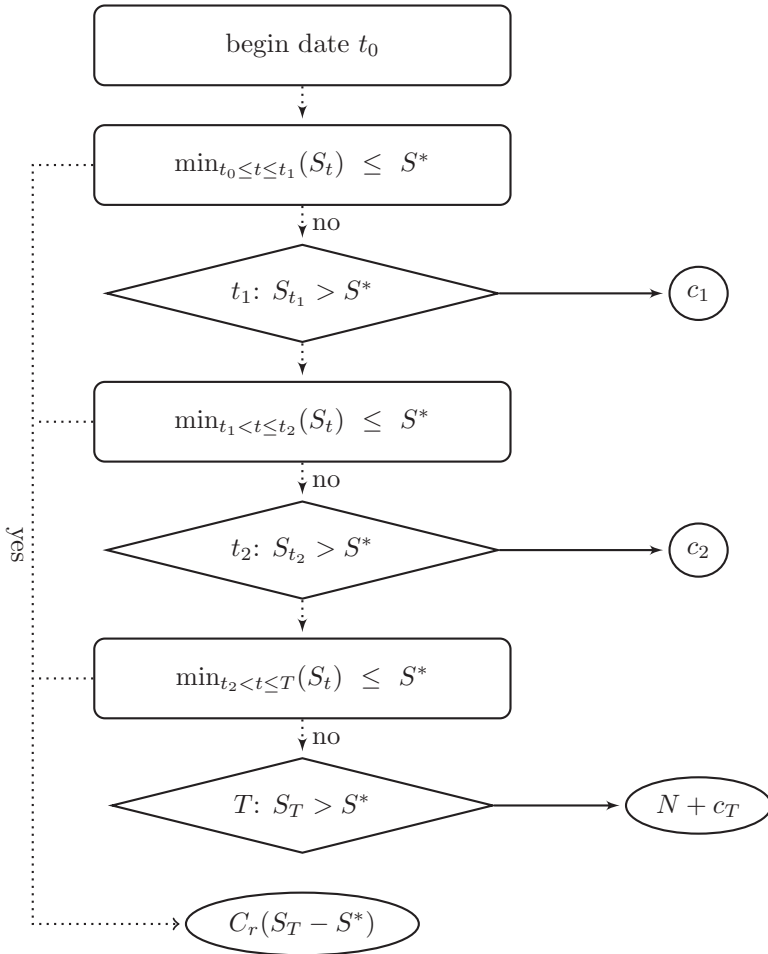 begin date t₀
min_{t₀≤t≤t₁}(S_t) ≤ S*
no
t₁: S_{t₁} > S*
c₁
min_{t₁<t≤t₂}(S_t) ≤ S*
no
yes
t₂: S_{t₂} > S*
c₂
min_{t₂<t≤T}(S_t) ≤ S*
no
T: S_T > S*
N + c_T
C_r(S_T − S*)